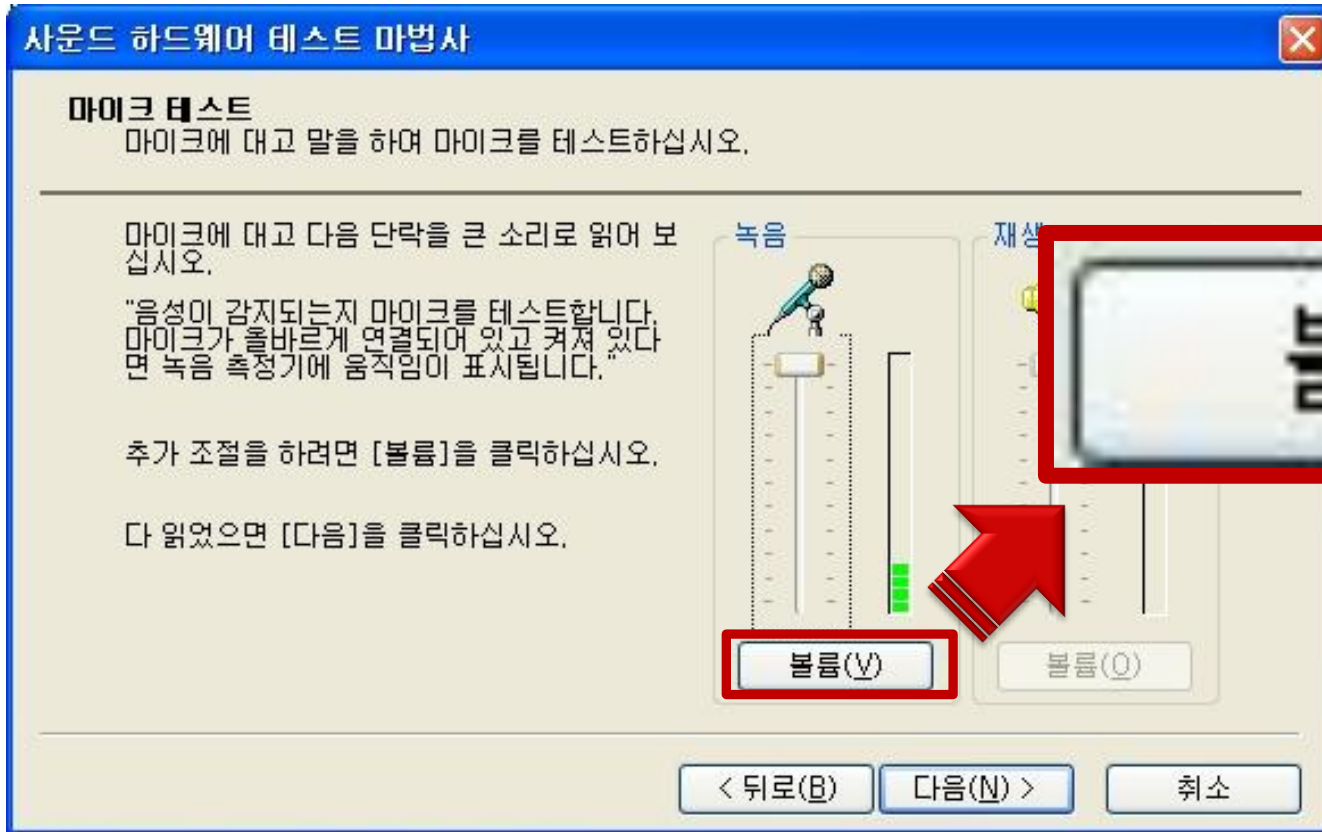 사운드 하드웨어 테스트 마법사
마이크 테스트
마이크에 대고 말을 하여 마이크를 테스트하십시오.
마이크에 대고 다음 단락을 큰 소리로 읽어 보
십시오.
"음성이 감지되는지 마이크를 테스트합니다.
마이크가 올바르게 연결되어 있고 켜져 있다
면 녹음 측정기에 움직임이 표시됩니다."
추가 조절을 하려면 [볼륨]을 클릭하십시오.
다 읽었으면 [다음]을 클릭하십시오.
녹음
재생
볼륨(V)
볼륨(O)
< 뒤로(B)
다음(N) >
취소